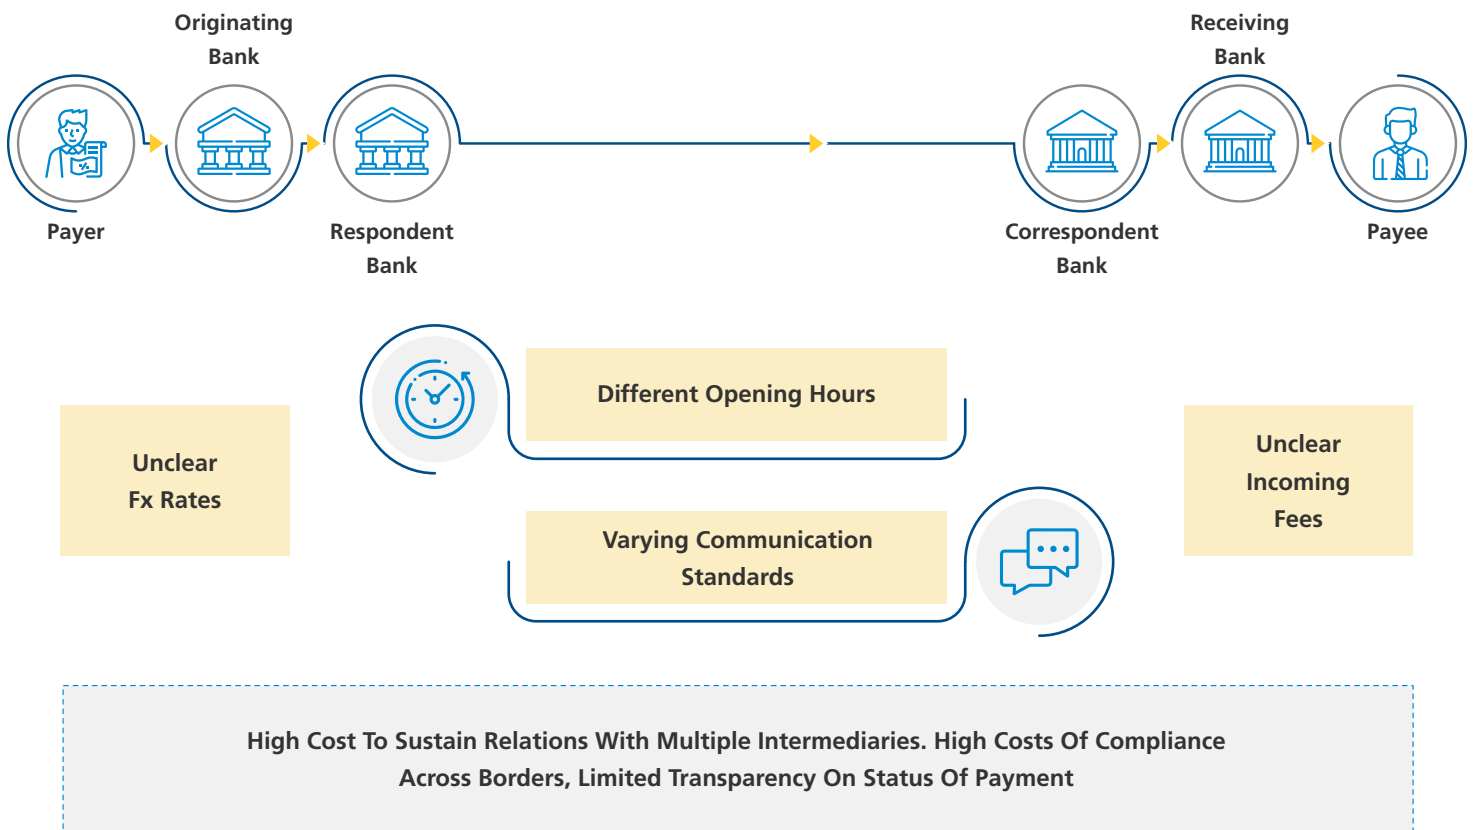 Originating
Bank
Receiving
Bank
Payer
Respondent
Bank
Correspondent
Bank
Payee
Different Opening Hours
Unclear
Fx Rates
Unclear
Incoming
Fees
Varying Communication
Standards
High Cost To Sustain Relations With Multiple Intermediaries. High Costs Of Compliance
Across Borders, Limited Transparency On Status Of Payment